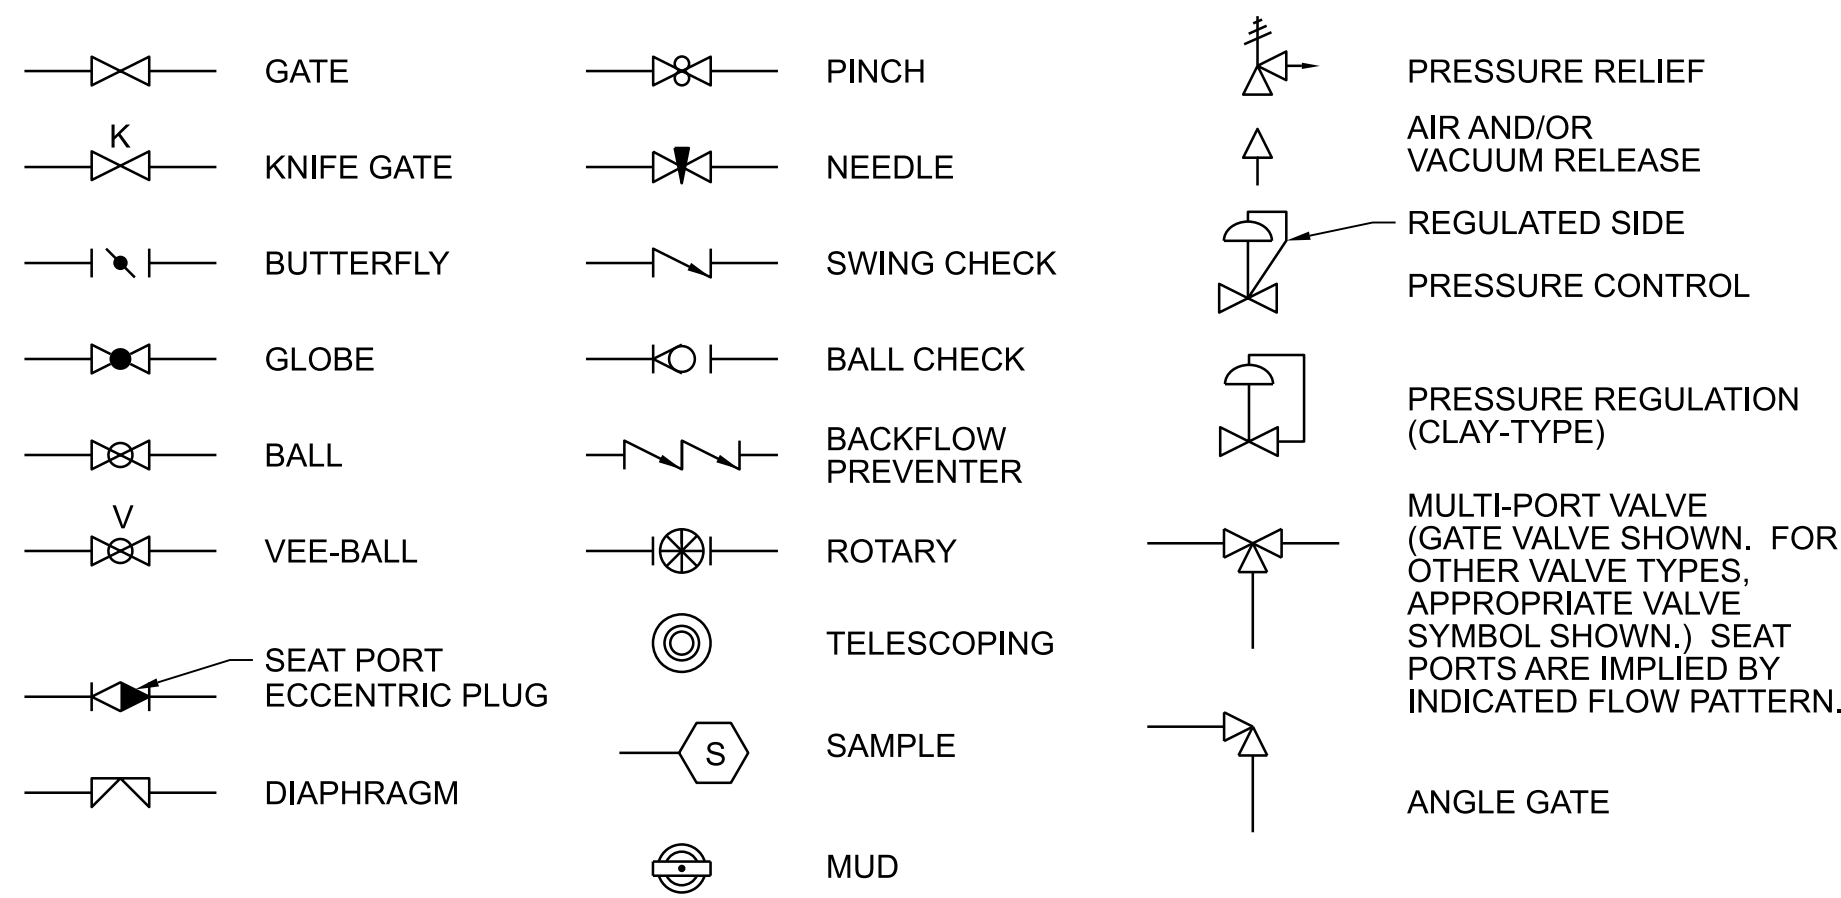 GATE
K
KNIFE GATE
BUTTERFLY
GLOBE
BALL
V
VEE-BALL
SEAT PORT
ECCENTRIC PLUG
DIAPHRAGM
PINCH
NEEDLE
SWING CHECK
BALL CHECK
BACKFLOW
PREVENTER
ROTARY
TELESCOPING
S
SAMPLE
MUD
PRESSURE RELIEF
AIR AND/OR
VACUUM RELEASE
REGULATED SIDE
PRESSURE CONTROL
PRESSURE REGULATION
(CLAY-TYPE)
MULTI-PORT VALVE
(GATE VALVE SHOWN.  FOR
OTHER VALVE TYPES,
APPROPRIATE VALVE
SYMBOL SHOWN.)  SEAT
PORTS ARE IMPLIED BY
INDICATED FLOW PATTERN.
ANGLE GATE